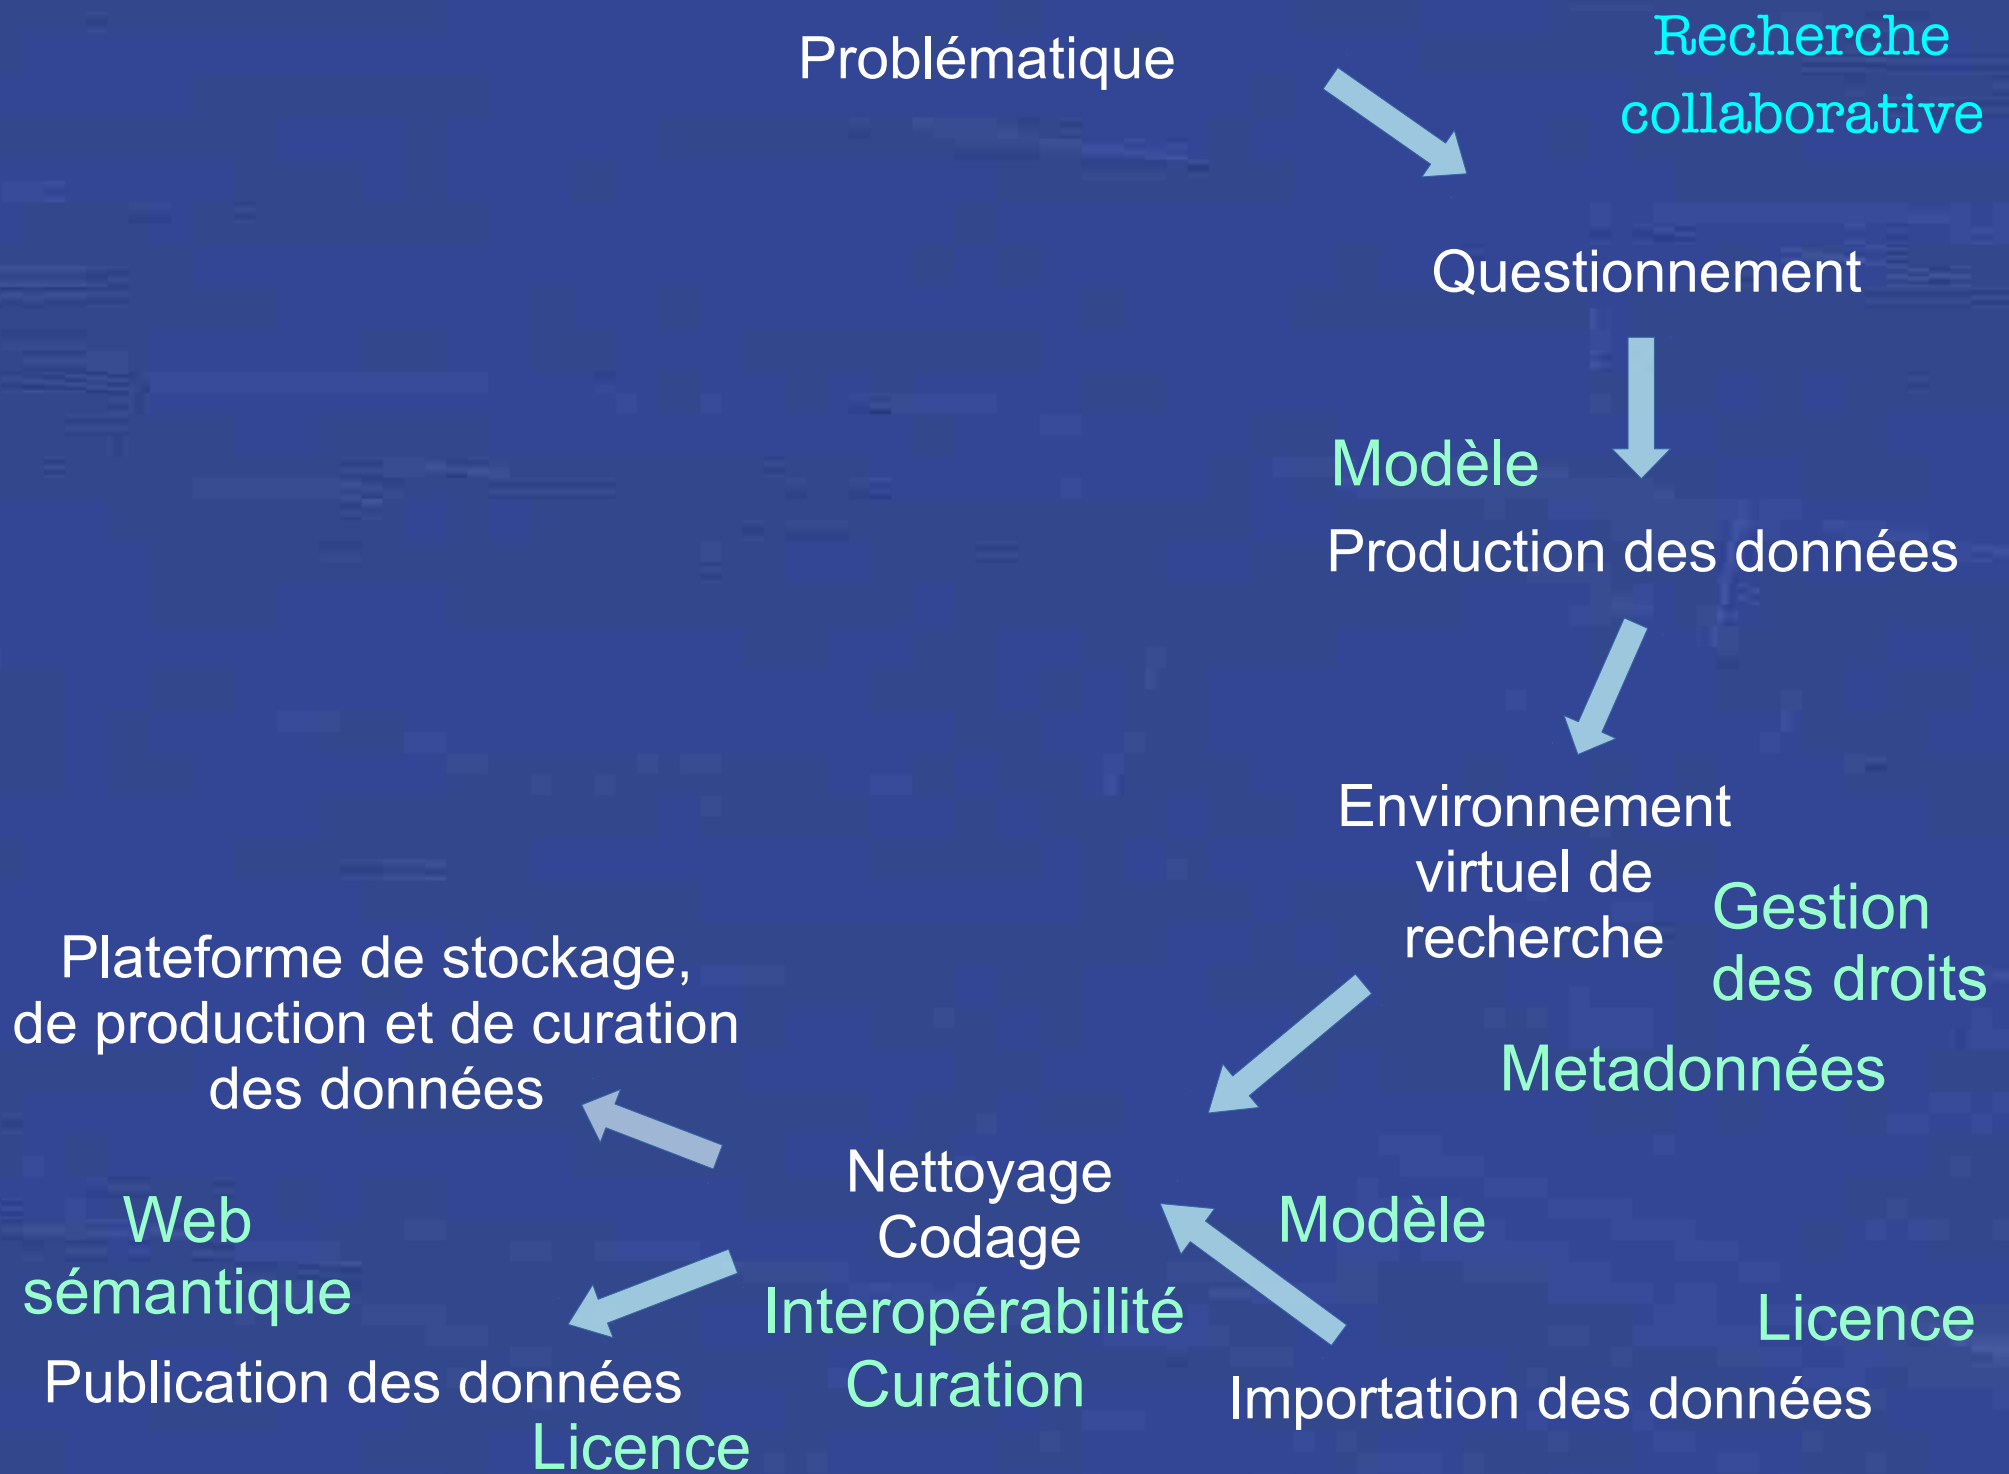 Problématique
Recherche
collaborative
Questionnement
Modèle
Production des données
Environnement
virtuel de
recherche
Gestion
des droits
Metadonnées
Plateforme de stockage,
de production et de curation
des données
Nettoyage
Codage
Interopérabilité
Curation
Modèle
Licence
Importation des données
Web
sémantique
Publication des données
Licence